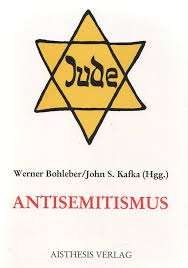 Jude
Werner Bohleber/John S. Kafka (Hgg.)
ANTISEMITISMUS
AISTHESIS VERLAG